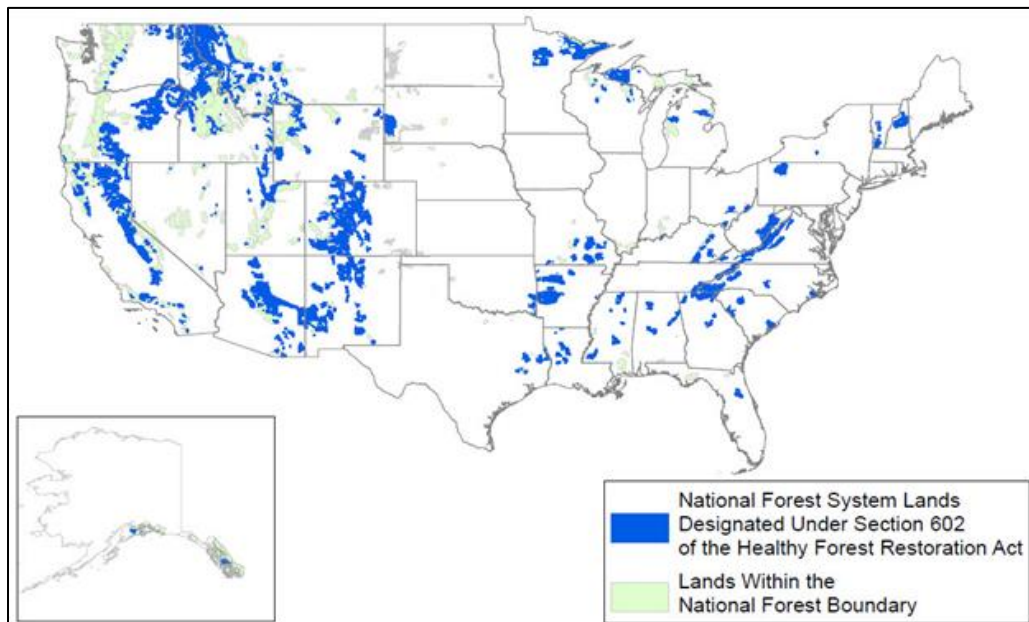 National Forest System Lands
Designated Under Section 602
of the Healthy Forest Restoration Act
Lands Within the
National Forest Boundary